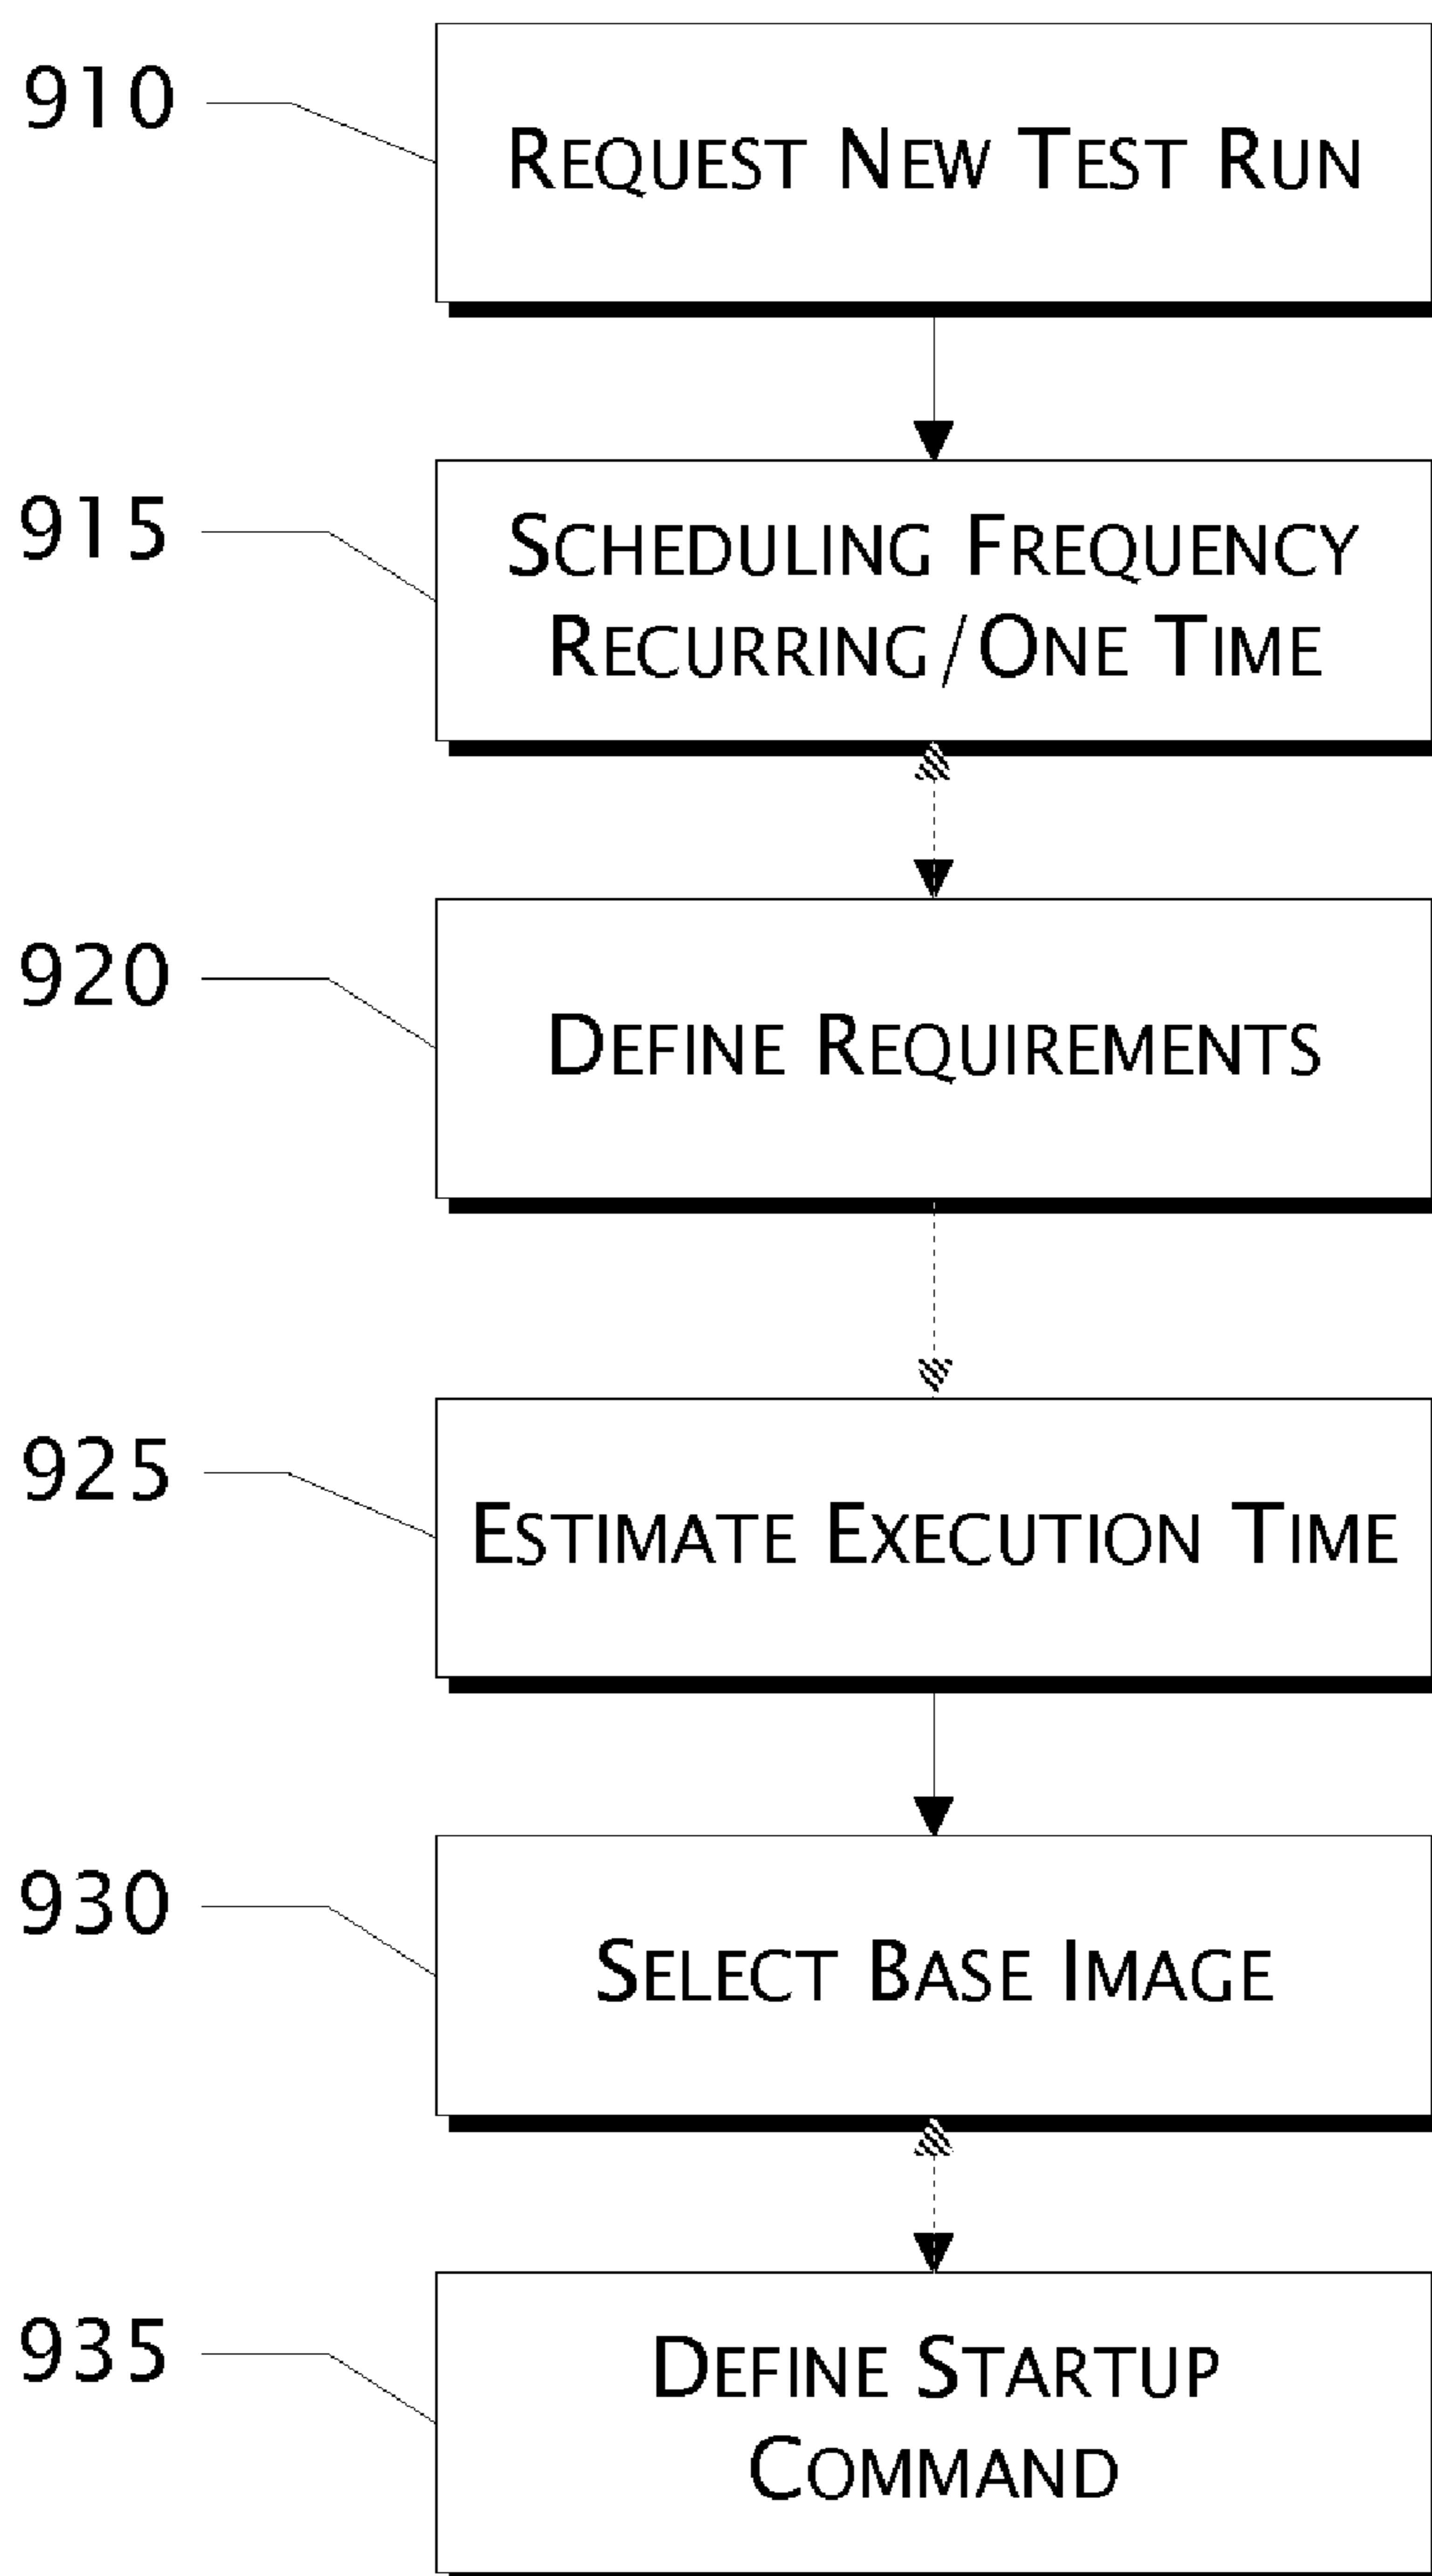 910
REQUEST NEW TEST RUN
915
SCHEDULING FREQUENCY
RECURRING/ONE TIME
920
DEFINE REQUIREMENTS
925
ESTIMATE EXECUTION TIME
930
SELECT BASE IMAGE
935
DEFINE STARTUP
COMMAND